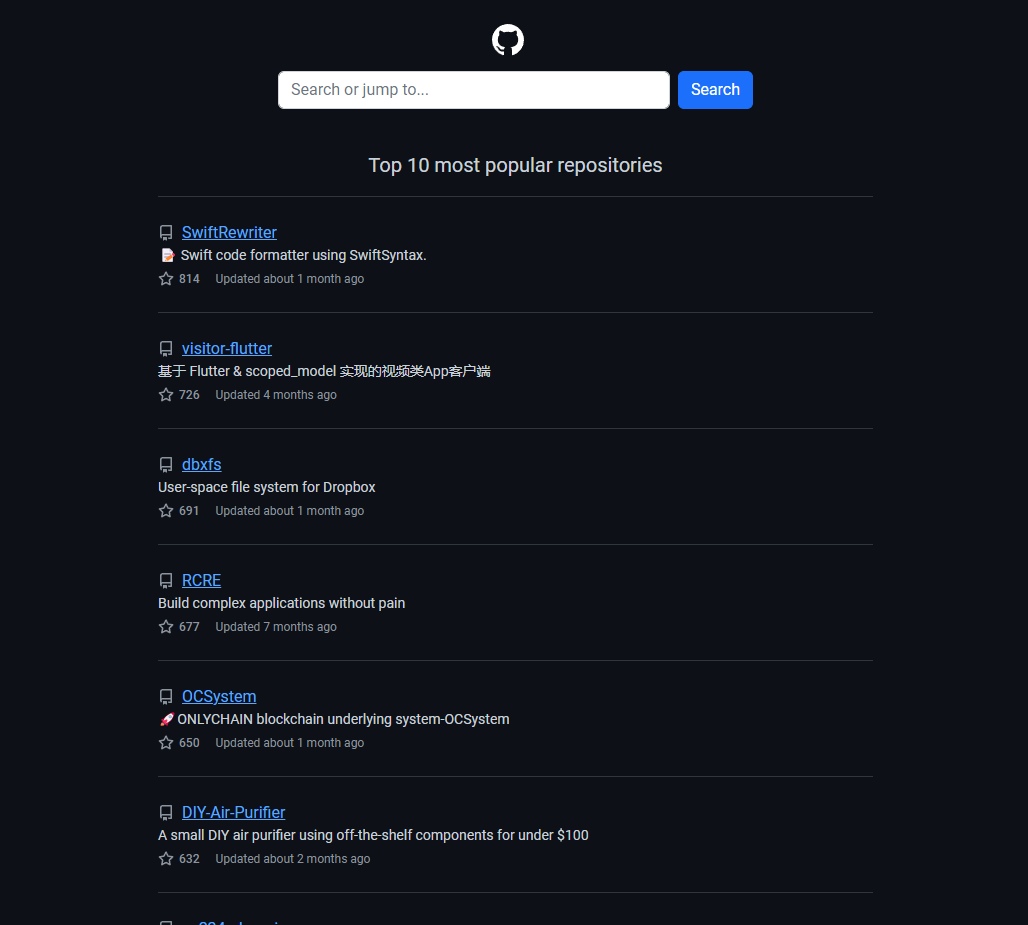 Search or jump to...
Search
Top 10 most popular repositories
SwiftRewriter
📝 Swift code formatter using SwiftSyntax.
814 Updated about 1 month ago
visitor-flutter
基于 Flutter & scoped_model 实现的视频类App客户端
726 Updated 4 months ago
dbxfs
User-space file system for Dropbox
691 Updated about 1 month ago
RCRE
Build complex applications without pain
677 Updated 7 months ago
OCSystem
🚀ONLYCHAIN blockchain underlying system-OCSystem
650 Updated about 1 month ago
DIY-Air-Purifier
A small DIY air purifier using off-the-shelf components for under $100
632 Updated about 2 months ago